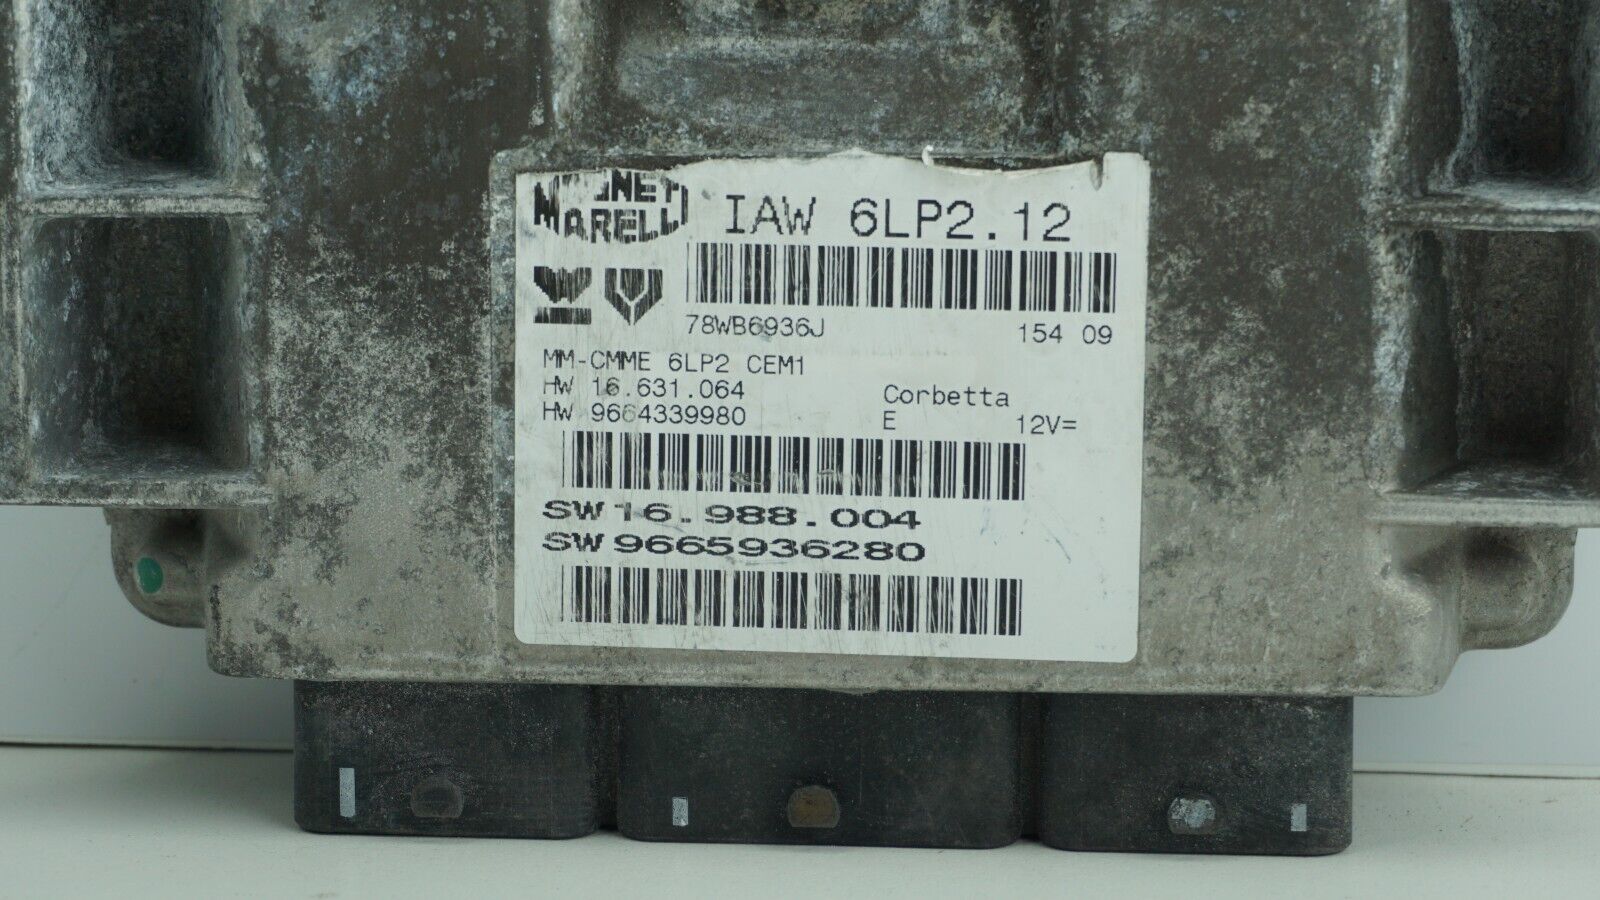 MAGNETI
MARELLI
IAW 6LP2.12
78WB6936J 154 09
MM-CMME 6LP2 CEM1
HW 16.631.064 Corbetta
HW 9664339980 E 12V=
SW 16.988.004
SW 9665936280